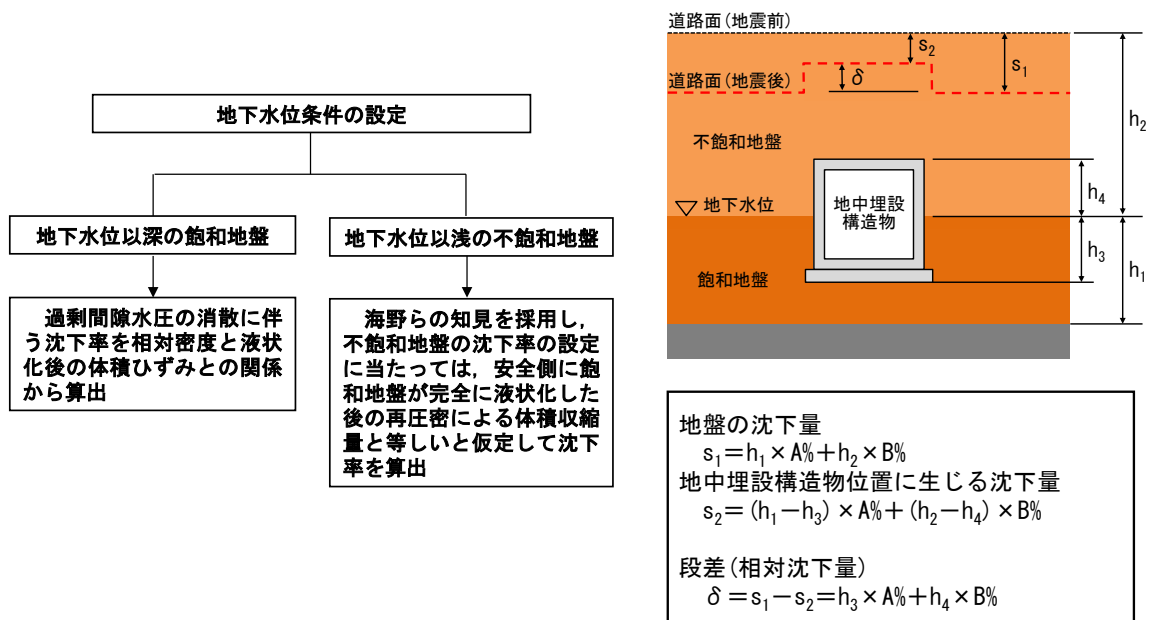 地下水位条件の設定
地下水位以深の飽和地盤
地下水位以浅の不飽和地盤
過剰間隙水圧の消散に伴
う沈下率を相対密度と液状
化後の体積ひずみとの関係
から算出
海野らの知見を採用し，
不飽和地盤の沈下率の設定
に当たっては，安全側に飽
和地盤が完全に液状化した
後の再圧密による体積収縮
量と等しいと仮定して沈下
率を算出
道路面(地震前)
s₂
s₁
δ
道路面(地震後)
h₂
不飽和地盤
h₄
地下水位
地中埋設
構造物
h₃
h₁
飽和地盤
地盤の沈下量
s₁＝h₁×A%＋h₂×B%
地中埋設構造物位置に生じる沈下量
s₂＝(h₁－h₃)×A%＋(h₂－h₄)×B%
段差(相対沈下量)
δ＝s₁－s₂＝h₃×A%＋h₄×B%